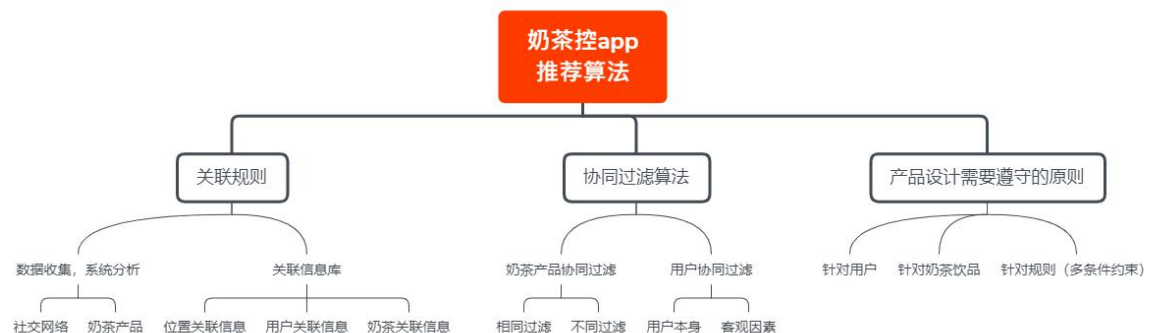 奶茶控app
推荐算法
关联规则
协同过滤算法
产品设计需要遵守的原则
数据收集，系统分析
关联信息库
奶茶产品协同过滤
用户协同过滤
针对用户
针对奶茶饮品
针对规则（多条件约束）
社交网络
奶茶产品
位置关联信息
用户关联信息
奶茶关联信息
相同过滤
不同过滤
用户本身
客观因素